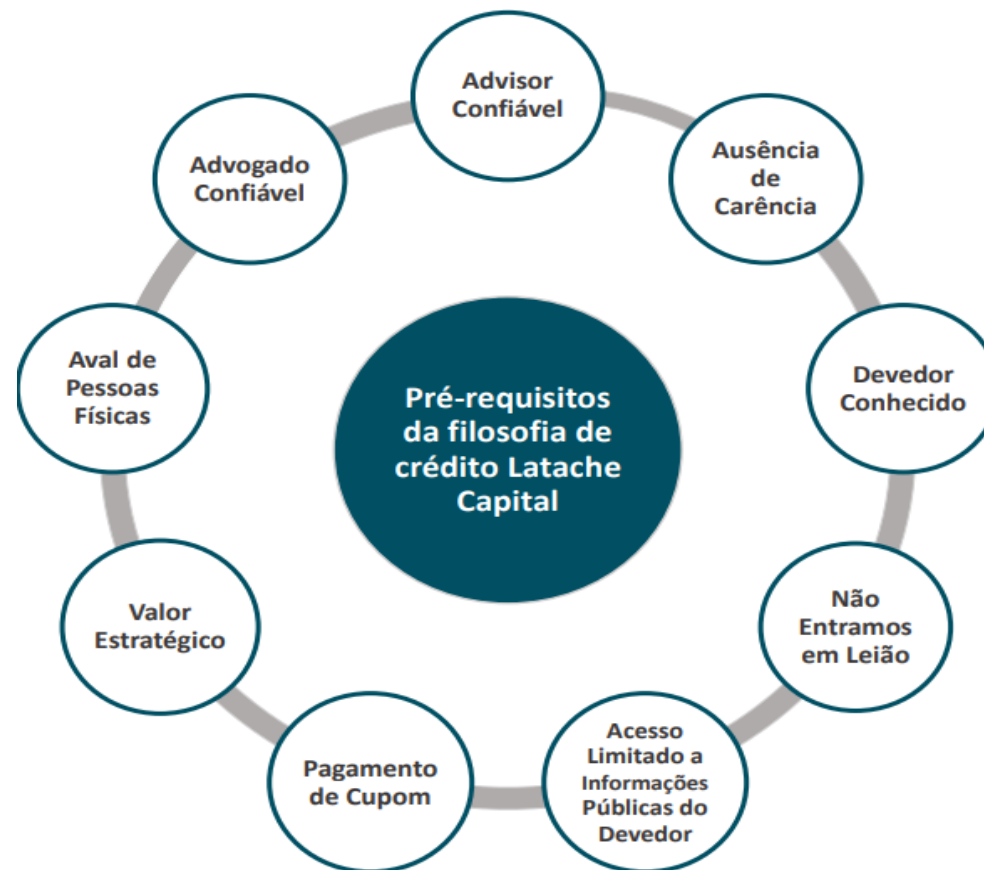 Advisor
Confiável
Ausência
de
Carência
Devedor
Conhecido
Não
Entramos
em Leião
Acesso
Limitado a
Informações
Públicas do
Devedor
Pagamento
de Cupom
Valor
Estratégico
Aval de
Pessoas
Físicas
Advogado
Confiável
Pré-requisitos
da filosofia de
crédito Latache
Capital